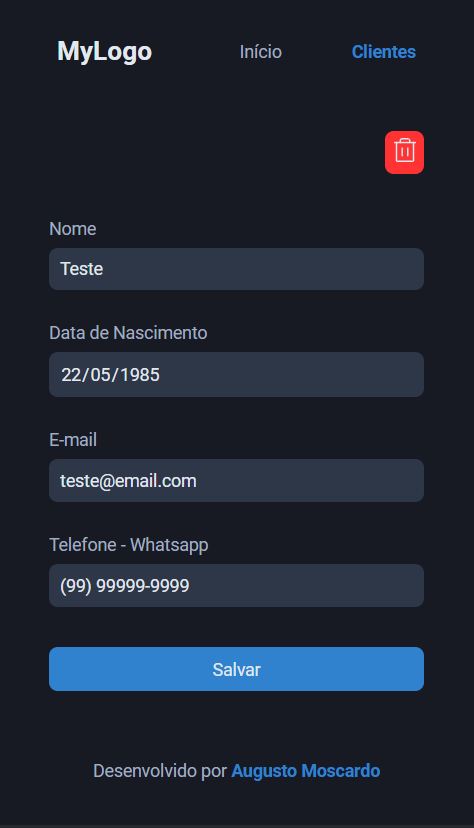 MyLogo Início Clientes
Nome
Teste
Data de Nascimento
22/05/1985
E-mail
teste@email.com
Telefone - Whatsapp
(99) 99999-9999
Salvar
Desenvolvido por Augusto Moscardo